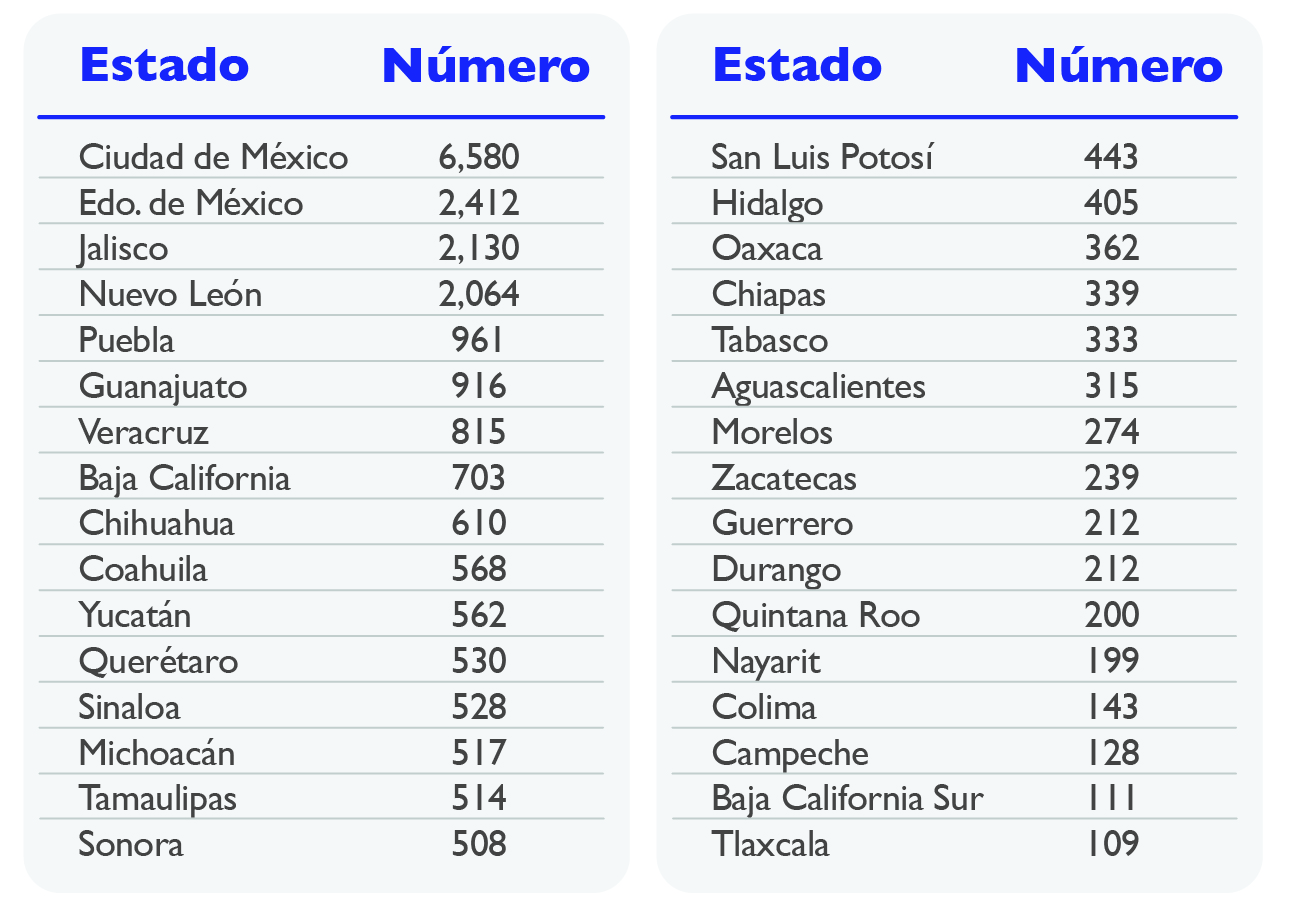 Estado Número
Ciudad de México 6,580
Edo. de México 2,412
Jalisco 2,130
Nuevo León 2,064
Puebla 961
Guanajuato 916
Veracruz 815
Baja California 703
Chihuahua 610
Coahuila 568
Yucatán 562
Querétaro 530
Sinaloa 528
Michoacán 517
Tamaulipas 514
Sonora 508
Estado Número
San Luis Potosí 443
Hidalgo 405
Oaxaca 362
Chiapas 339
Tabasco 333
Aguascalientes 315
Morelos 274
Zacatecas 239
Guerrero 212
Durango 212
Quintana Roo 200
Nayarit 199
Colima 143
Campeche 128
Baja California Sur 111
Tlaxcala 109